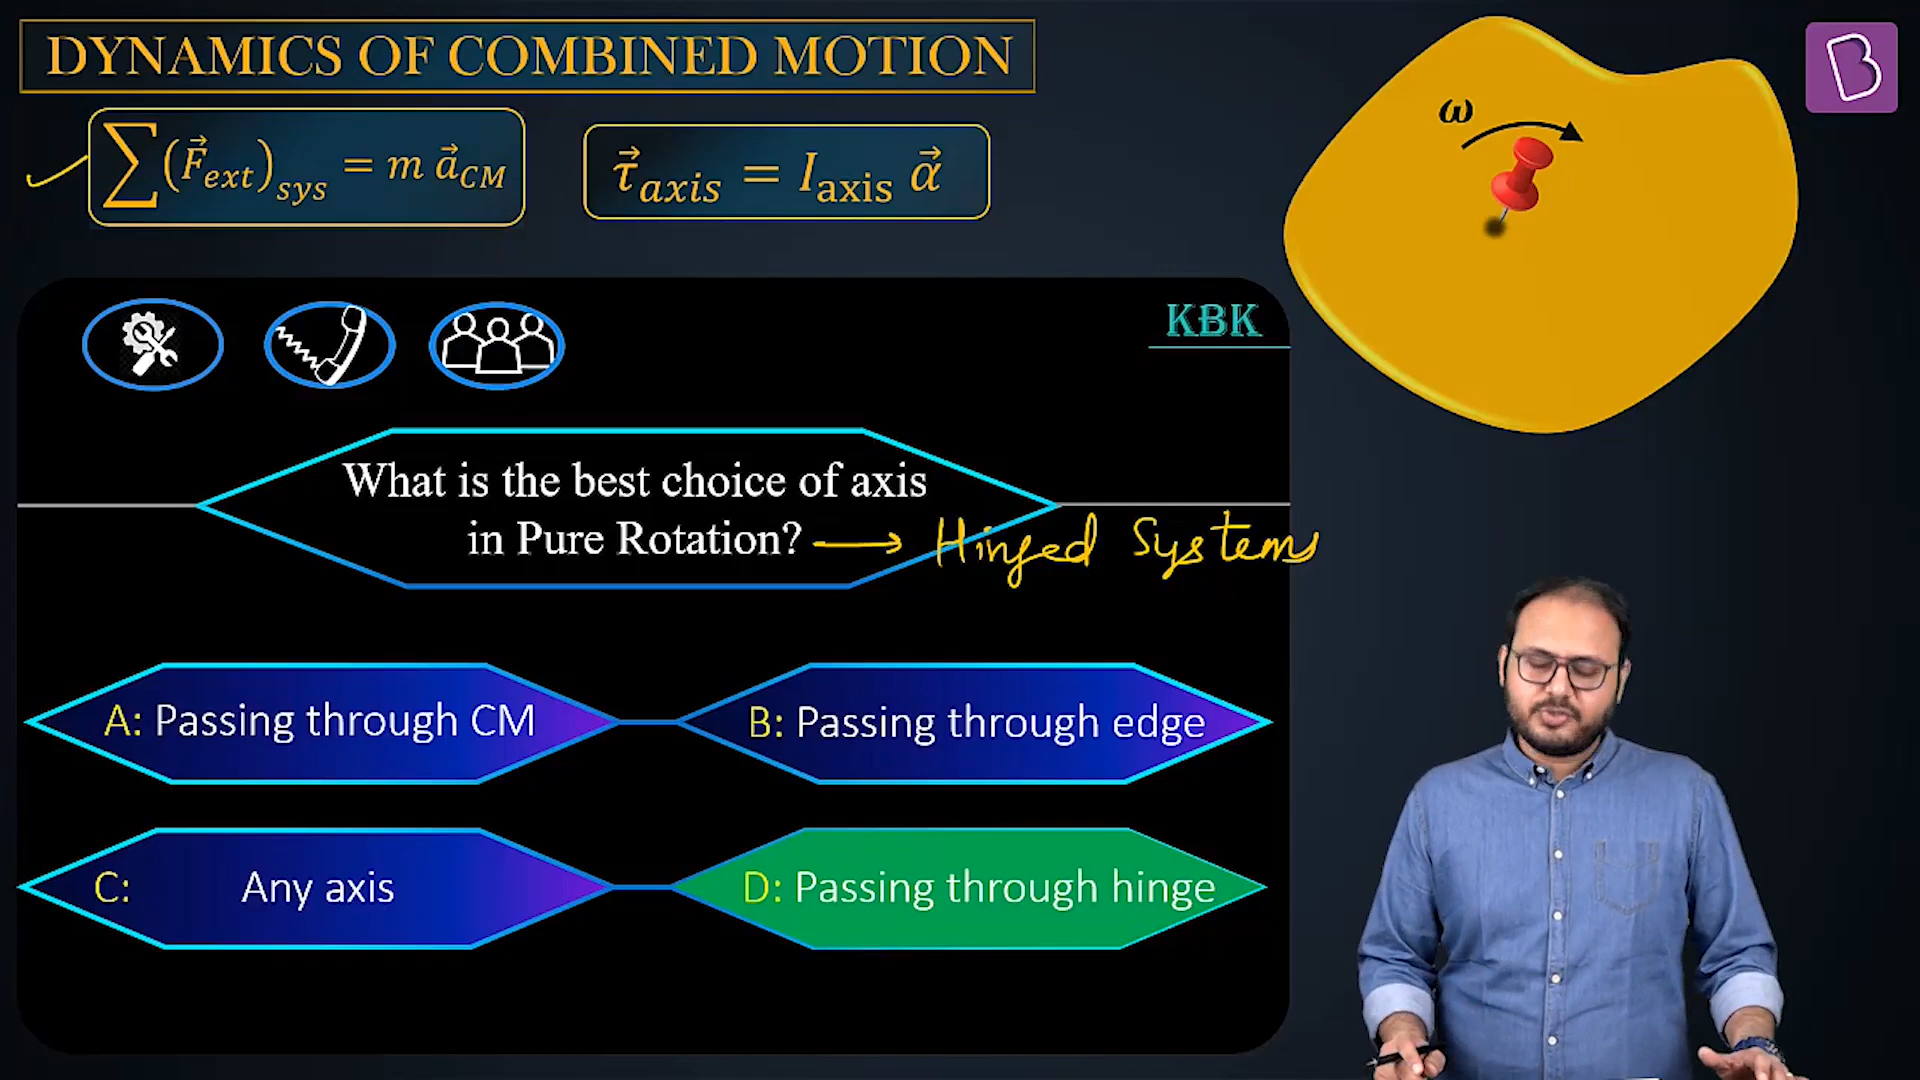 DYNAMICS OF COMBINED MOTION
∑(F⃗ext)sys = m a⃗CM
τ⃗axis = Iaxis α⃗
ω
B
KBK
What is the best choice of axis
in Pure Rotation? → Hinged Systems
A: Passing through CM
B: Passing through edge
C: Any axis
D: Passing through hinge